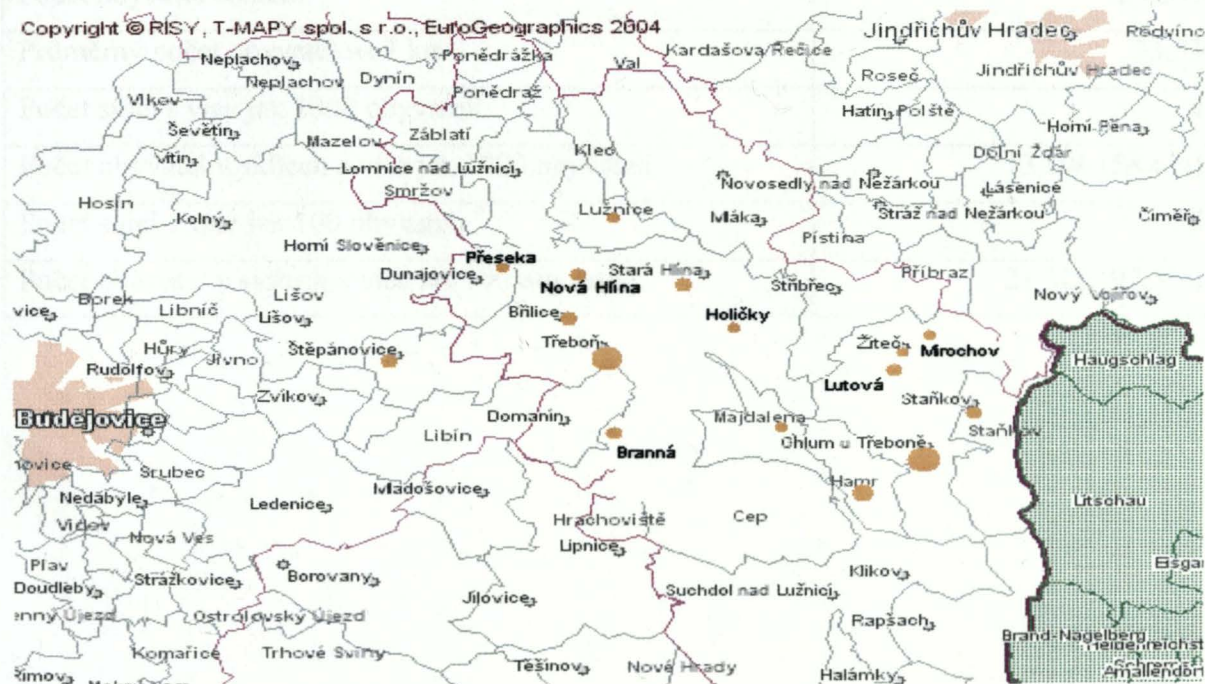 Copyright © RISY, T-MAPY spol. s r.o., EuroGeographics 2004
Jindřichův Hradec
Kardašova Řečice
Ponědrážka
Neplachov
Val
Neplachov
Dynín
Roseč
Jindřichův Hradec
Ponědraž
Vlkov
Hatín
Polště
Ševětín
Záblatí
Horní Pěna
Mazelov
Vitín
Klec
Dolní Žďár
Lomnice nad Lužnicí
Novosedly nad Nežárkou
Smržov
Lásenice
Hosín
Lužnice
Kolný
Mláka
Stráž nad Nežárkou
Číměř
Horní Slověnice
Pístina
Přeseka
Dunajovice
Stará Hlína
Příbraz
Nová Hlína
Stříbřec
Borek
Lišov
Nový Vojířov
vice
Libníč
Lišov
Břilice
Holičky
Hůry
Štěpánovice
Třeboň
Žíteč
Mirochov
Jivno
Haugschlag
Rudolfov
Lutová
Zvíkov
Staňkov
Budějovice
Domanín
Majdalena
Libín
Staňkov
Chlum u Třeboně
Branná
Srubec
Hamr
Mladošovice
Nedabyle
Ledenice
Litschau
Vidov
Hrachoviště
Cep
Nová Ves
Lipnice
Plav
Borovany
Klikov
Strážkovice
Doudleby
Jílovice
Suchdol nad Lužnicí
enný Újezd
Ostrolovský Újezd
Rapšach
Brand-Nagelberg
Komařice
Trhové Sviny
Těšínov
Nové Hrady
Halámky
Amallendorf